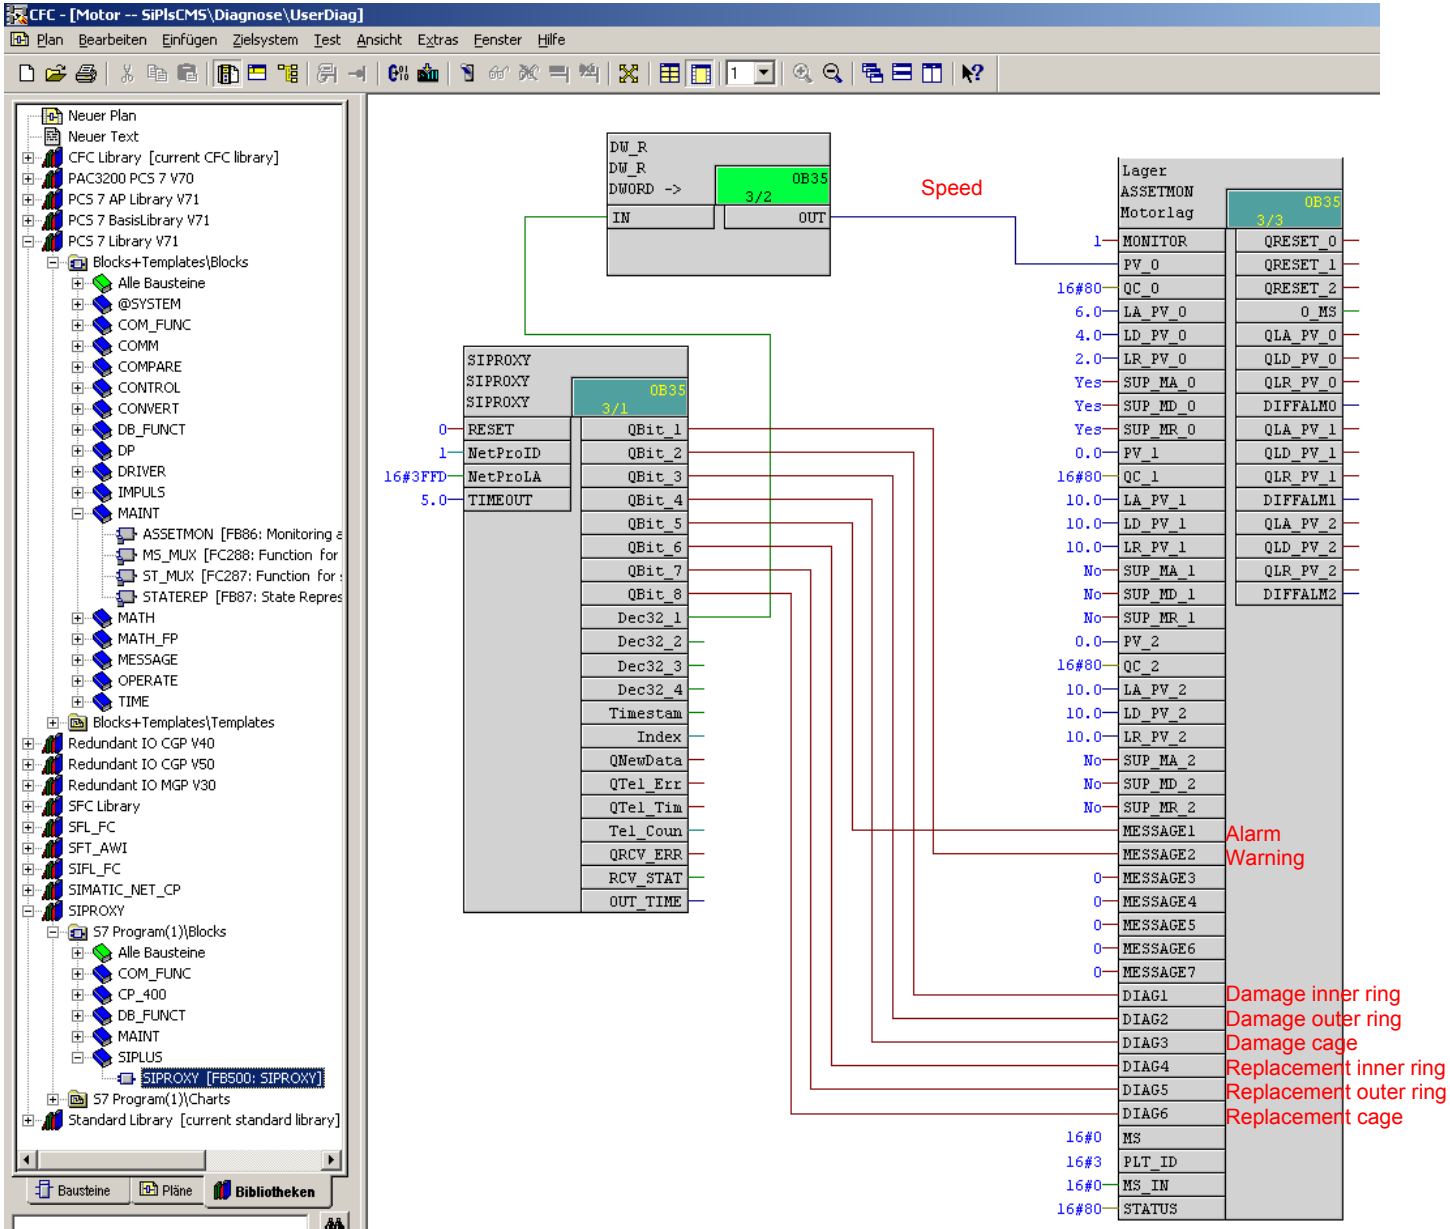 CFC - [Motor -- SiPlsCMS\Diagnose\UserDiag]
Plan Bearbeiten Einfügen Zielsystem Test Ansicht Extras Fenster Hilfe
1
Neuer Plan
Neuer Text
CFC Library [current CFC library]
PAC3200 PCS 7 V70
PCS 7 AP Library V71
PCS 7 BasisLibrary V71
PCS 7 Library V71
Blocks+Templates\Blocks
Alle Bausteine
@SYSTEM
COM_FUNC
COMM
COMPARE
CONTROL
CONVERT
DB_FUNCT
DP
DRIVER
IMPULS
MAINT
ASSETMON [FB86: Monitoring a
MS_MUX [FC288: Function for
ST_MUX [FC287: Function for s
STATEREP [FB87: State Repres
MATH
MATH_FP
MESSAGE
OPERATE
TIME
Blocks+Templates\Templates
Redundant IO CGP V40
Redundant IO CGP V50
Redundant IO MGP V30
SFC Library
SFL_FC
SFT_AWI
SIFL_FC
SIMATIC_NET_CP
SIPROXY
S7 Program(1)\Blocks
Alle Bausteine
COM_FUNC
CP_400
DB_FUNCT
MAINT
SIPLUS
SIPROXY [FB500: SIPROXY]
S7 Program(1)\Charts
Standard Library [current standard library]
Bausteine Pläne Bibliotheken
DW_R
DW_R
DWORD -> OB35
3/2
IN OUT
Speed
SIPROXY
SIPROXY
SIPROXY OB35
3/1
0 RESET QBit_1
1 NetProID QBit_2
16#3FFD NetProLA QBit_3
5.0 TIMEOUT QBit_4
QBit_5
QBit_6
QBit_7
QBit_8
Dec32_1
Dec32_2
Dec32_3
Dec32_4
Timestam
Index
QNewData
QTel_Err
QTel_Tim
Tel_Coun
QRCV_ERR
RCV_STAT
OUT_TIME
Lager
ASSETMON
Motorlag OB35
3/3
1 MONITOR QRESET_0
PV_0 QRESET_1
16#80 QC_0 QRESET_2
6.0 LA_PV_0 O_MS
4.0 LD_PV_0 QLA_PV_0
2.0 LR_PV_0 QLD_PV_0
Yes SUP_MA_0 QLR_PV_0
Yes SUP_MD_0 DIFFALM0
Yes SUP_MR_0 QLA_PV_1
0.0 PV_1 QLD_PV_1
16#80 QC_1 QLR_PV_1
10.0 LA_PV_1 DIFFALM1
10.0 LD_PV_1 QLA_PV_2
10.0 LR_PV_1 QLD_PV_2
No SUP_MA_1 QLR_PV_2
No SUP_MD_1 DIFFALM2
No SUP_MR_1
0.0 PV_2
16#80 QC_2
10.0 LA_PV_2
10.0 LD_PV_2
10.0 LR_PV_2
No SUP_MA_2
No SUP_MD_2
No SUP_MR_2
MESSAGE1 Alarm
MESSAGE2 Warning
0 MESSAGE3
0 MESSAGE4
0 MESSAGE5
0 MESSAGE6
0 MESSAGE7
DIAG1 Damage inner ring
DIAG2 Damage outer ring
DIAG3 Damage cage
DIAG4 Replacement inner ring
DIAG5 Replacement outer ring
DIAG6 Replacement cage
16#0 MS
16#3 PLT_ID
16#0 MS_IN
16#80 STATUS